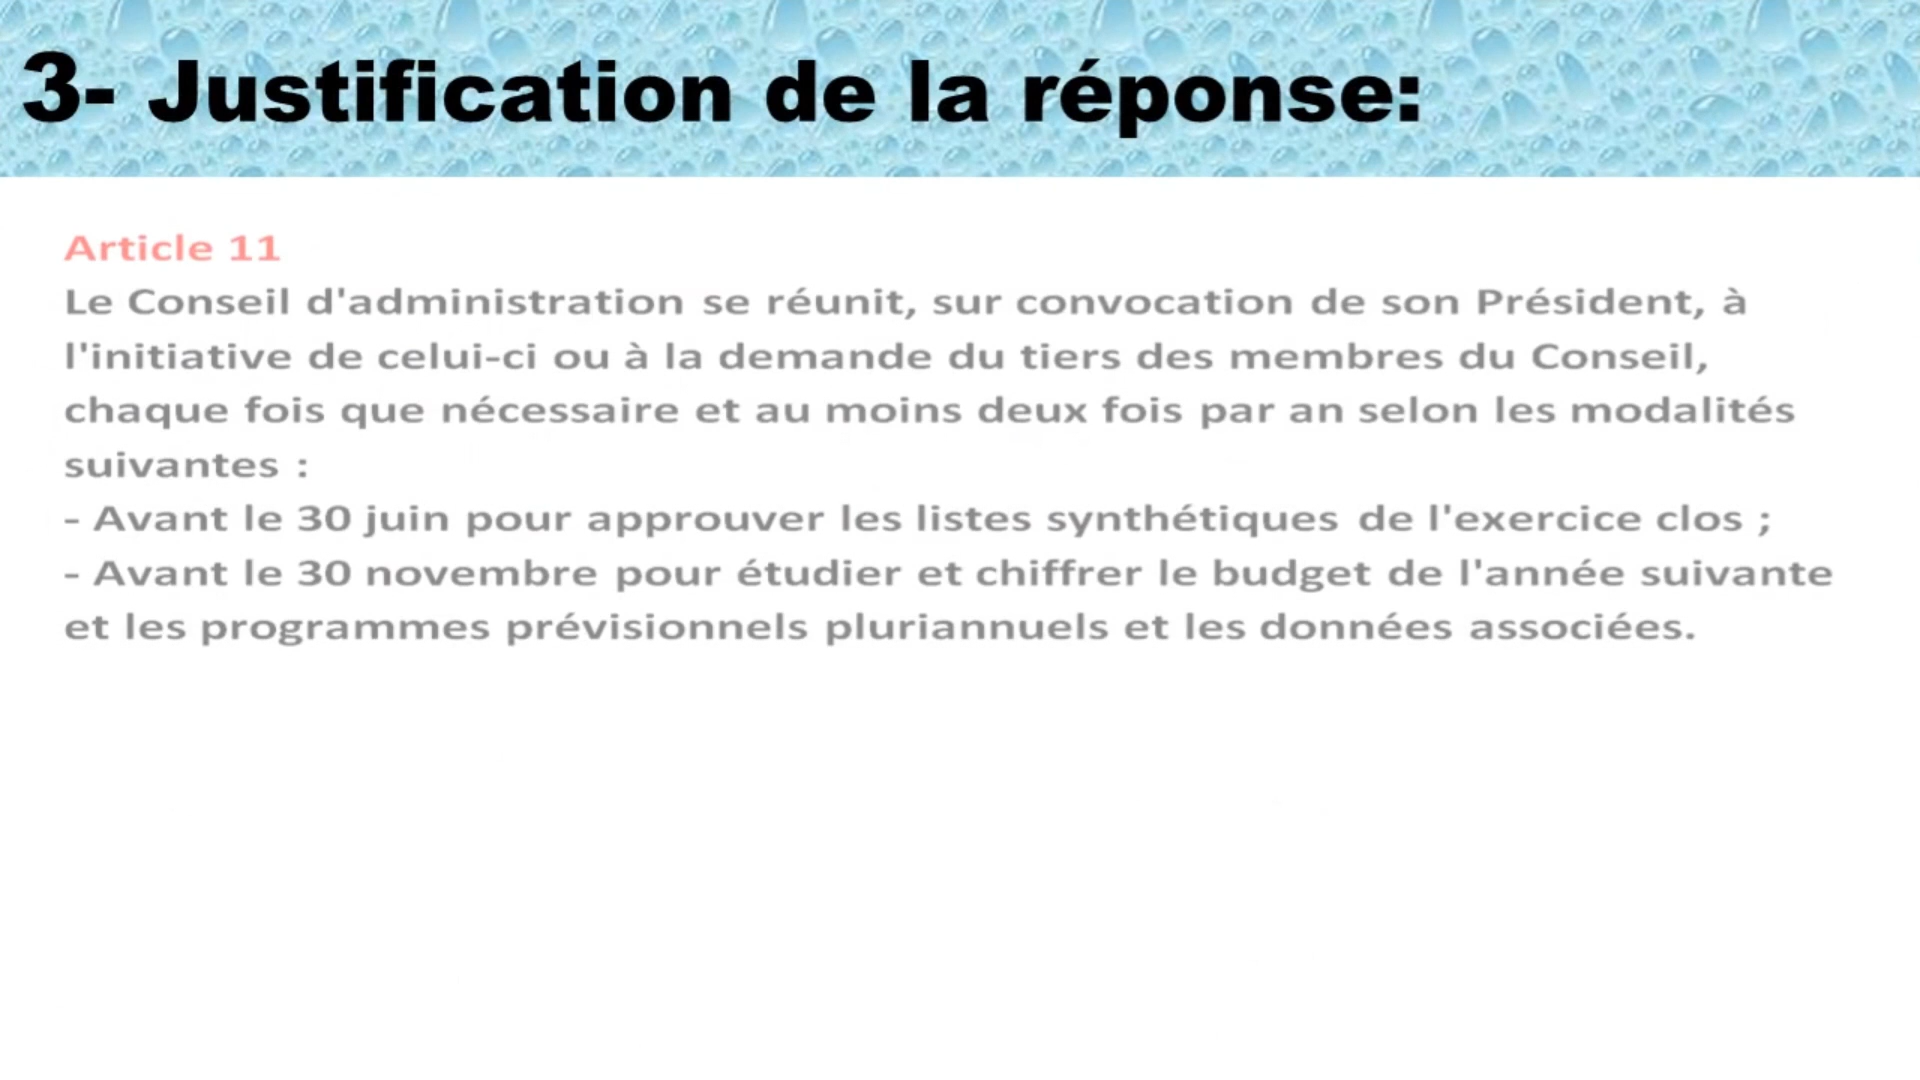 3- Justification de la réponse:
Article 11
Le Conseil d'administration se réunit, sur convocation de son Président, à
l'initiative de celui-ci ou à la demande du tiers des membres du Conseil,
chaque fois que nécessaire et au moins deux fois par an selon les modalités
suivantes :
- Avant le 30 juin pour approuver les listes synthétiques de l'exercice clos ;
- Avant le 30 novembre pour étudier et chiffrer le budget de l'année suivante
et les programmes prévisionnels pluriannuels et les données associées.